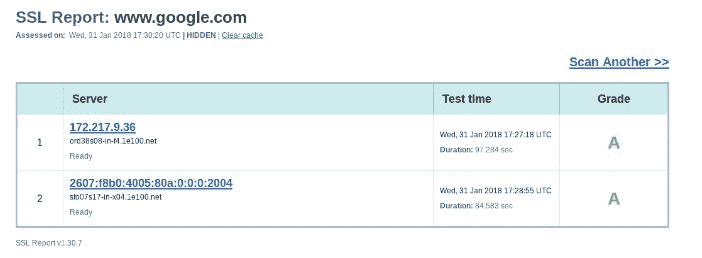 SSL Report: www.google.com
Assessed on: Wed, 31 Jan 2018 17:30:20 UTC | HIDDEN | Clear cache
Scan Another >>
Server Test time Grade
1 172.217.9.36
ord38s08-in-f4.1e100.net
Ready
Wed, 31 Jan 2018 17:27:18 UTC
Duration: 97.284 sec
A
2 2607:f8b0:4005:80a:0:0:0:2004
sfo07s17-in-x04.1e100.net
Ready
Wed, 31 Jan 2018 17:28:55 UTC
Duration: 84.583 sec
A
SSL Report v1.30.7